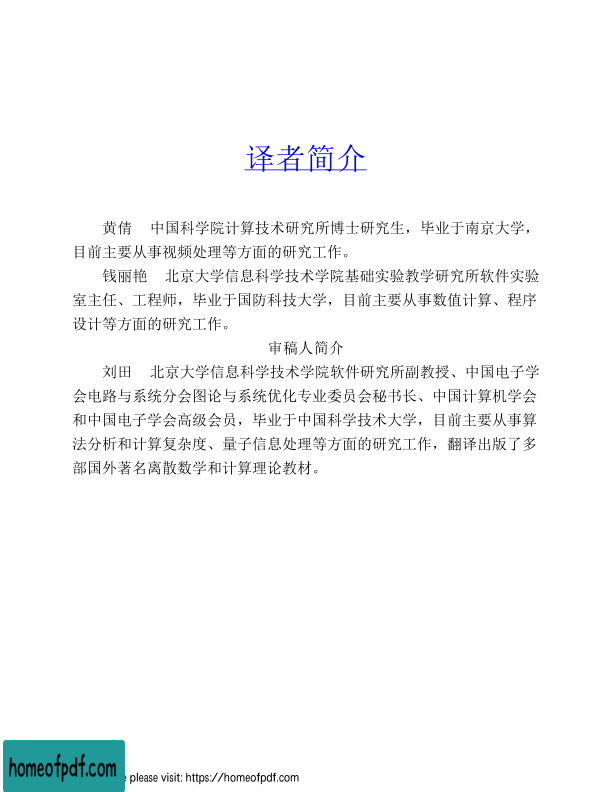 译者简介
黄倩 中国科学院计算技术研究所博士研究生，毕业于南京大学，
目前主要从事视频处理等方面的研究工作。
钱丽艳 北京大学信息科学技术学院基础实验教学研究所软件实验
室主任、工程师，毕业于国防科技大学，目前主要从事数值计算、程序
设计等方面的研究工作。
审稿人简介
刘田 北京大学信息科学技术学院软件研究所副教授、中国电子学
会电路与系统分会图论与系统优化专业委员会秘书长、中国计算机学会
和中国电子学会高级会员，毕业于中国科学技术大学，目前主要从事算
法分析和计算复杂度、量子信息处理等方面的研究工作，翻译出版了多
部国外著名离散数学和计算理论教材。
homeofpdf.com
e please visit: https://homeofpdf.com